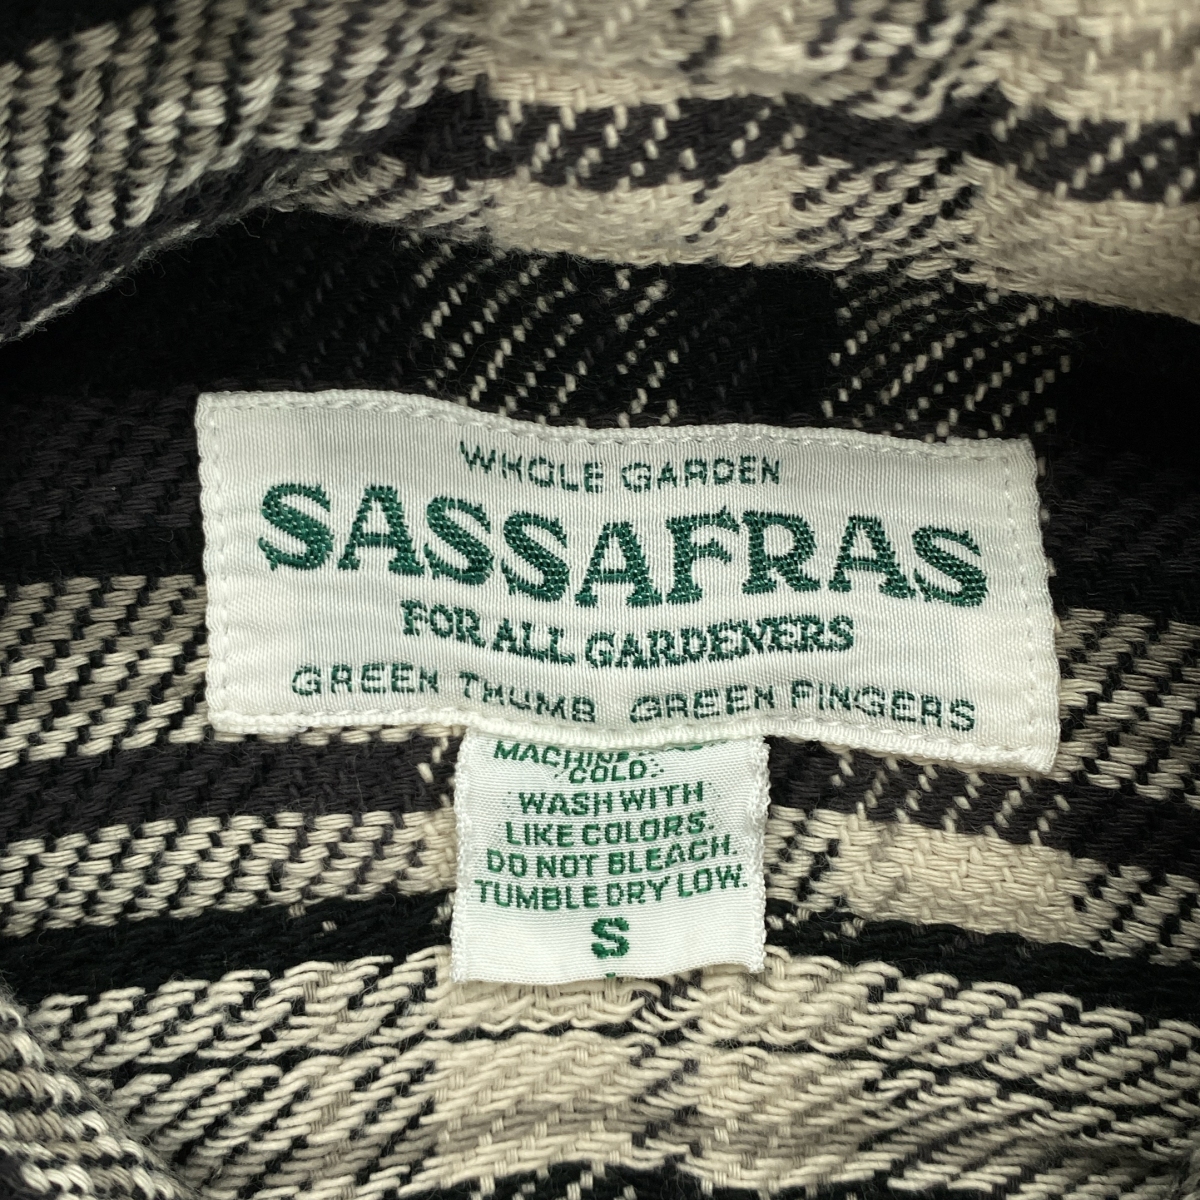 WHOLE GARDEN
SASSAFRAS
FOR ALL GARDENERS
GREEN THUMB GREEN FINGERS
COLD.
WASH WITH
LIKE COLORS.
DO NOT BLEACH.
TUMBLE DRY LOW.
S